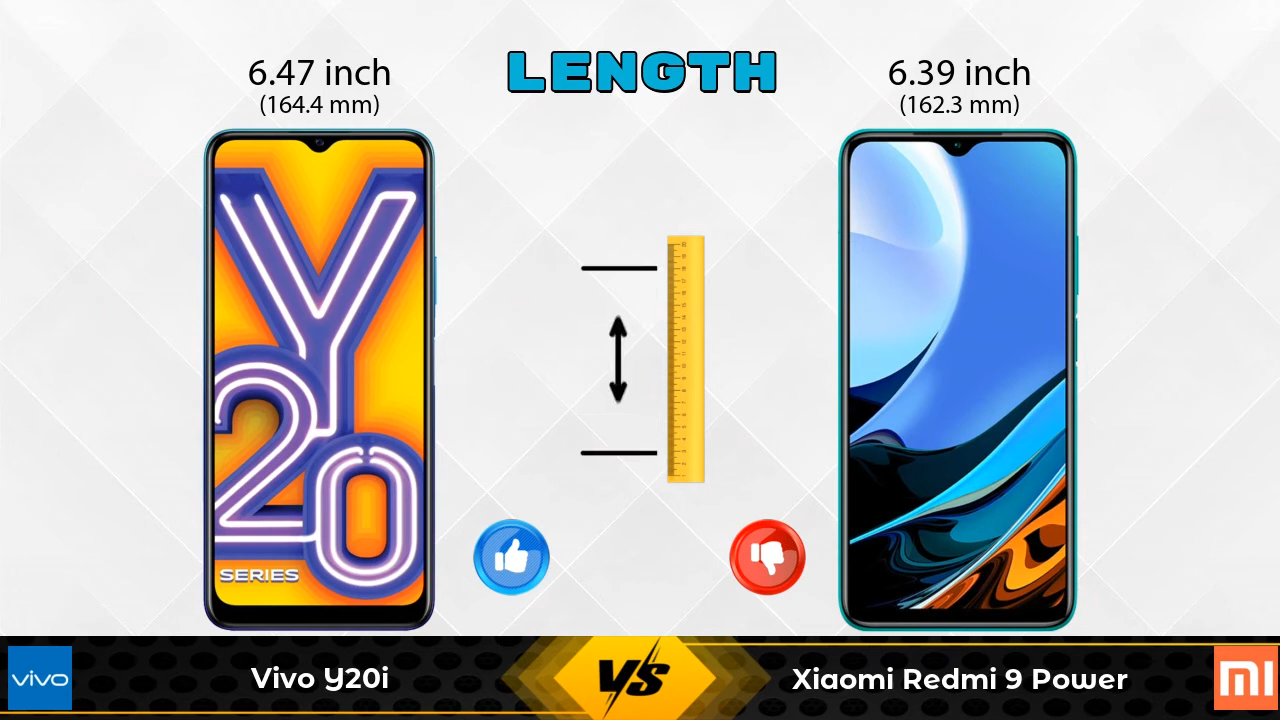 LENGTH
6.47 inch
(164.4 mm)
6.39 inch
(162.3 mm)
Y
20
SERIES
vivo
Vivo Y20i
VS
Xiaomi Redmi 9 Power
MI